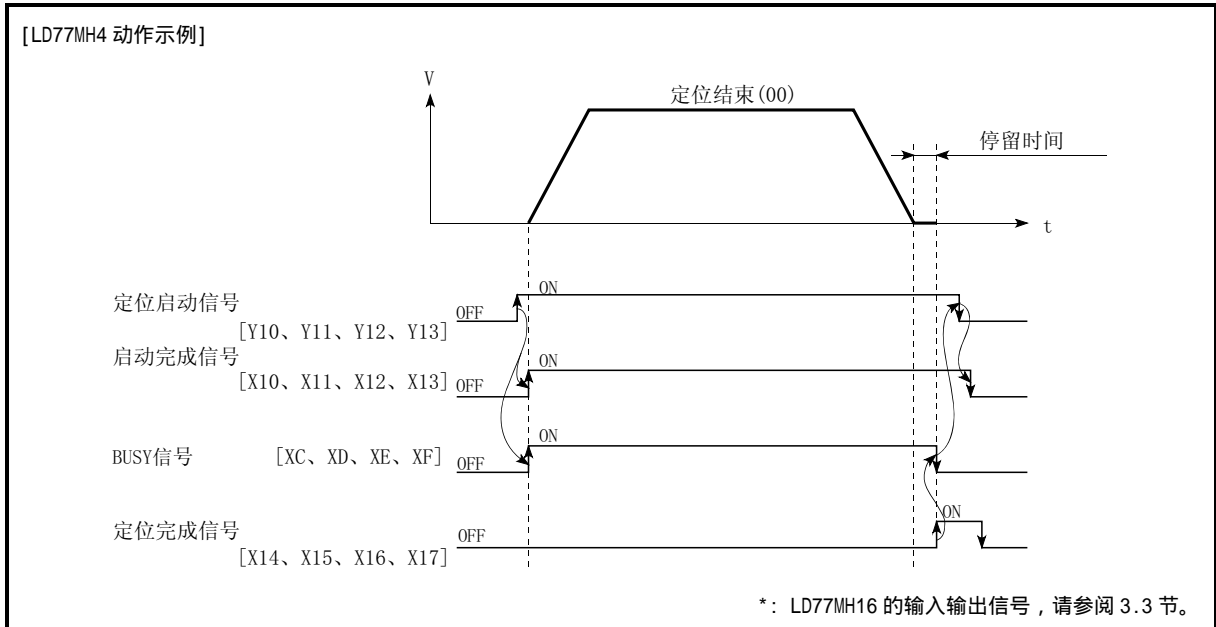 [LD77MH4 动作示例]
V
定位结束(00)
停留时间
t
定位启动信号
[Y10、Y11、Y12、Y13]
OFF
ON
启动完成信号
[X10、X11、X12、X13]
OFF
ON
BUSY信号 [XC、XD、XE、XF]
OFF
ON
定位完成信号
[X14、X15、X16、X17]
OFF
ON
*: LD77MH16 的输入输出信号，请参阅 3.3 节。